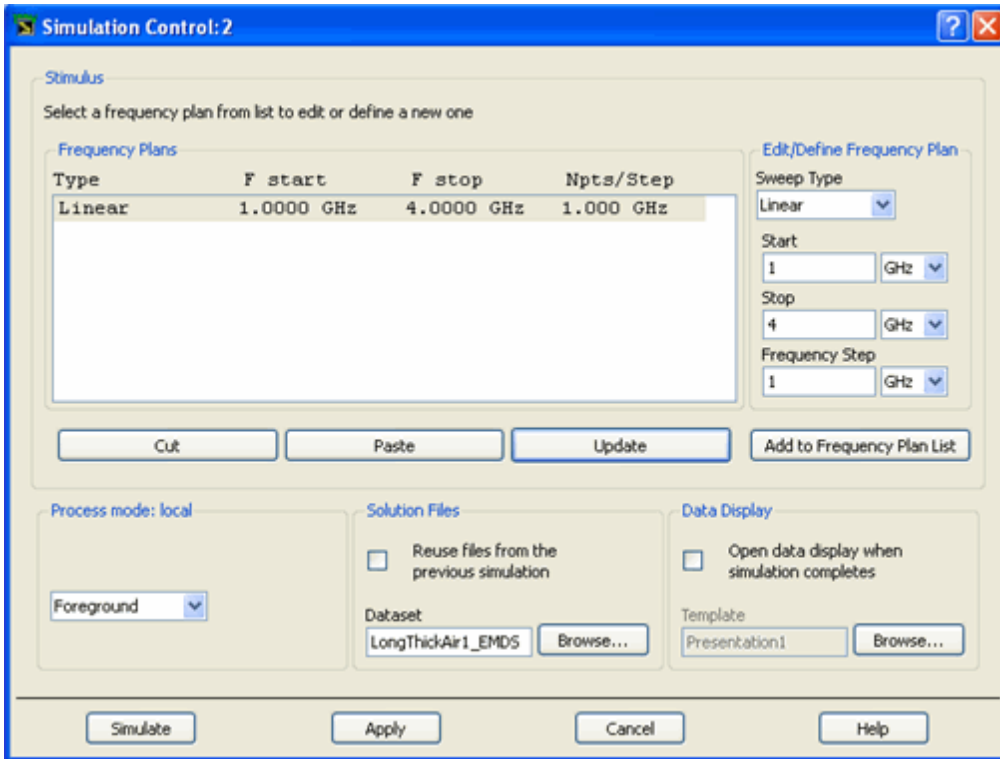 Simulation Control:2
Stimulus
Select a frequency plan from list to edit or define a new one
Frequency Plans
Type F start F stop Npts/Step
Linear 1.0000 GHz 4.0000 GHz 1.000 GHz
Edit/Define Frequency Plan
Sweep Type
Linear
Start
1 GHz
Stop
4 GHz
Frequency Step
1 GHz
Cut Paste Update Add to Frequency Plan List
Process mode: local
Foreground
Solution Files
Reuse files from the
previous simulation
Dataset
LongThickAir1_EMDS Browse...
Data Display
Open data display when
simulation completes
Template
Presentation1 Browse...
Simulate Apply Cancel Help